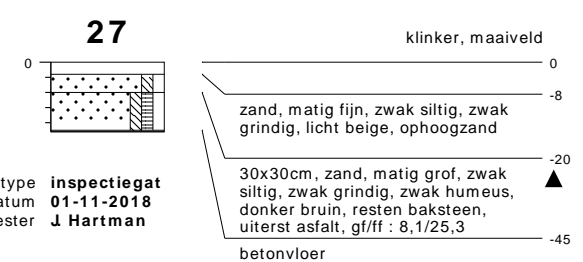 27
klinker, maaiveld
0
0
-8
zand, matig fijn, zwak siltig, zwak
grindig, licht beige, ophoogzand
-20
30x30cm, zand, matig grof, zwak
siltig, zwak grindig, zwak humeus,
donker bruin, resten baksteen,
uiterst asfalt, gf/ff : 8,1/25,3
-45
betonvloer
type inspectiegat
atum 01-11-2018
ester J Hartman